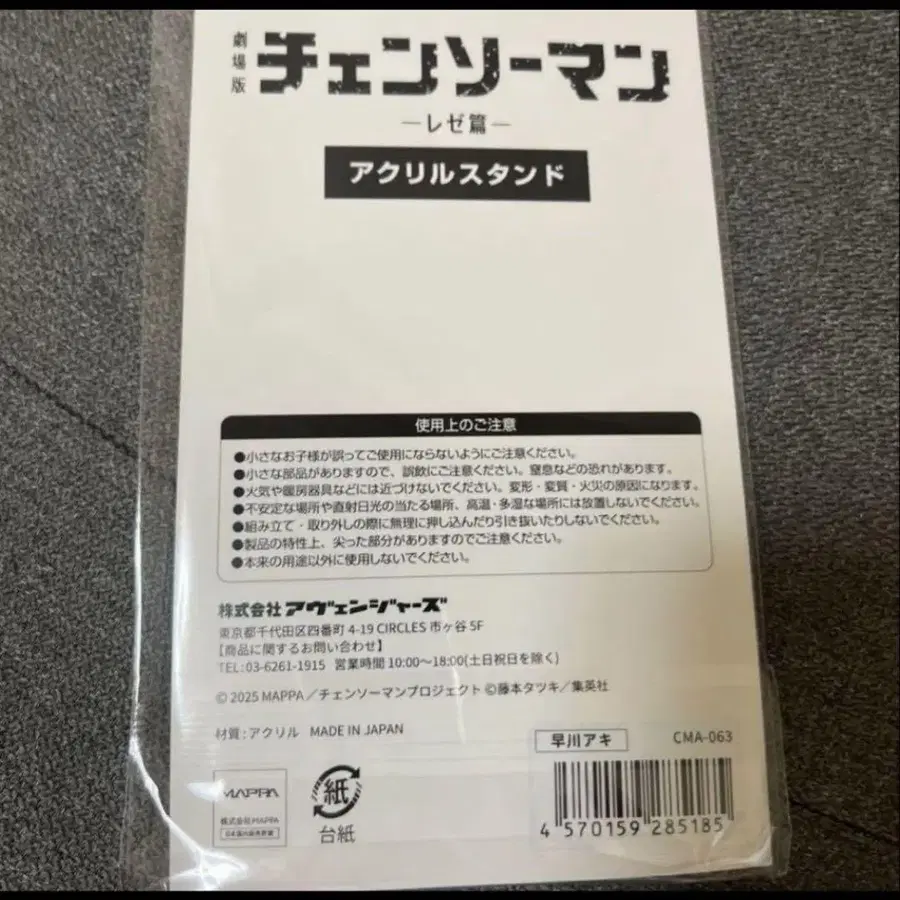 劇場版
チェンソーマン
―レゼ篇―
アクリルスタンド
使用上のご注意
●小さなお子様が誤ってご使用にならないようにご注意ください。
●小さな部品がありますので、誤飲にご注意ください。窒息などの恐れがあります。
●火気や暖房器具などには近づけないでください。変形・変質・火災の原因になります。
●不安定な場所や直射日光の当たる場所、高温・多湿な場所には放置しないでください。
●組み立て・取り外しの際に無理に押し込んだり引き抜いたりしないでください。
●製品の特性上、尖った部分がありますのでご注意ください。
●本来の用途以外に使用しないでください。
株式会社 アヴェンジャーズ
東京都千代田区四番町 4-19 CIRCLES 市ヶ谷 5F
【商品に関するお問い合わせ】
TEL:03-6261-1915 営業時間 10:00～18:00(土日祝日を除く)
© 2025 MAPPA／チェンソーマンプロジェクト ©藤本タツキ／集英社
材質:アクリル MADE IN JAPAN
早川アキ CMA-063
MAPPA
株式会社MAPPA
日本国内販売許諾
紙
台紙
4 570159 285185